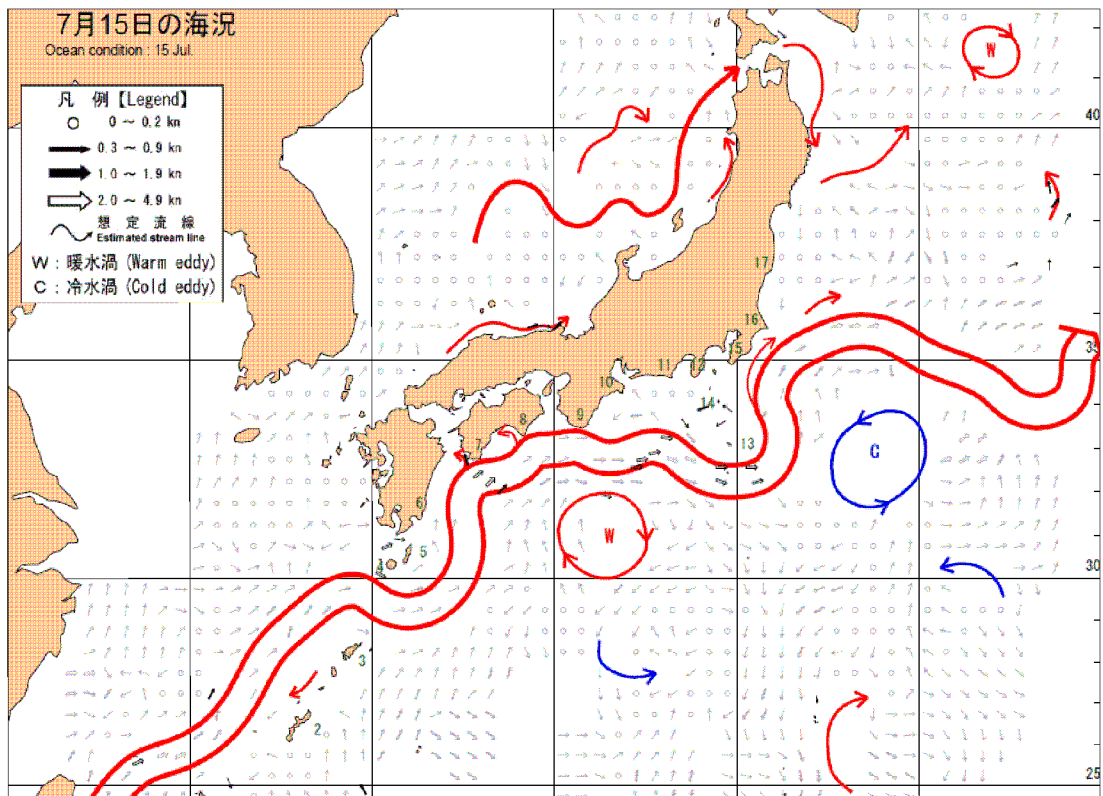 7月15日の海況
Ocean condition : 15 Jul.
凡 例【Legend】
0 ~ 0.2 kn
0.3 ~ 0.9 kn
1.0 ~ 1.9 kn
2.0 ~ 4.9 kn
想 定 流 線
Estimated stream line
W : 暖水渦 (Warm eddy)
C : 冷水渦 (Cold eddy)
W
40
17
16
15
35
11
12
10
14
9
8
7
13
C
6
W
5
4
30
3
2
25